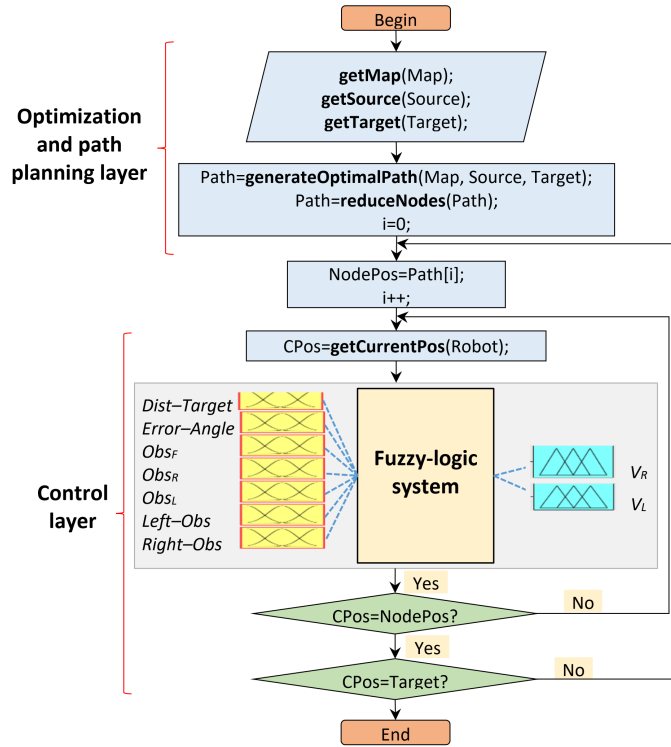 Begin
getMap(Map);
getSource(Source);
getTarget(Target);
Optimization
and path
planning layer
Path=generateOptimalPath(Map, Source, Target);
Path=reduceNodes(Path);
i=0;
NodePos=Path[i];
i++;
CPos=getCurrentPos(Robot);
Control
layer
Dist–Target
Error–Angle
ObsF
ObsR
ObsL
Left–Obs
Right–Obs
Fuzzy-logic
system
VR
VL
Yes
CPos=NodePos?
No
Yes
CPos=Target?
No
End